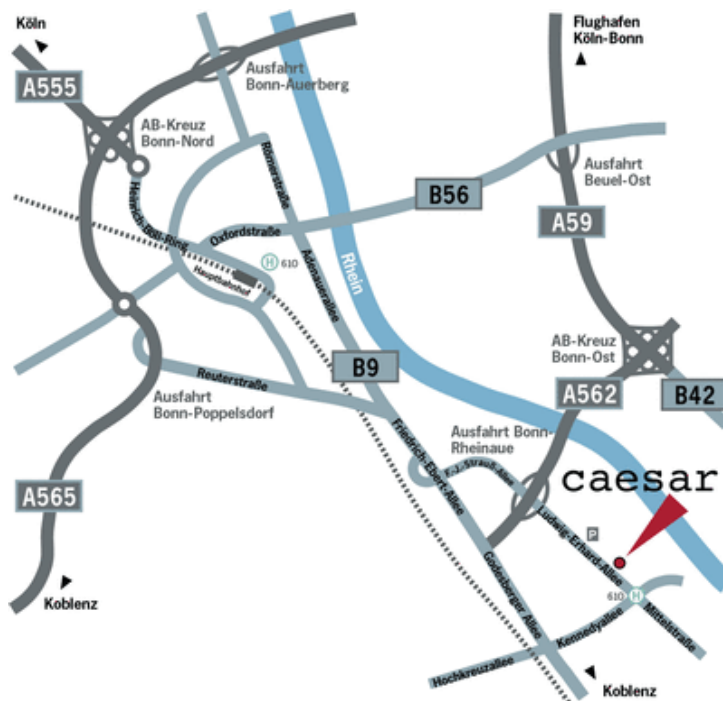 Köln
Flughafen
Köln-Bonn
A555
Ausfahrt
Bonn-Auerberg
AB-Kreuz
Bonn-Nord
Römerstraße
Ausfahrt
Beuel-Ost
B56
Heinrich-Böll-Ring
Oxfordstraße
A59
Rhein
H 610
Hauptbahnhof
Adenauerallee
AB-Kreuz
Bonn-Ost
B9
Reuterstraße
A562
B42
Ausfahrt
Bonn-Poppelsdorf
Ausfahrt Bonn-
Rheinaue
Friedrich-Ebert-Allee
F.-J.-Strauß-Allee
caesar
A565
Ludwig-Erhard-Allee
P
Godesberger Allee
610 H
Koblenz
Mittelstraße
Kennedyallee
Hochkreuzallee
Koblenz